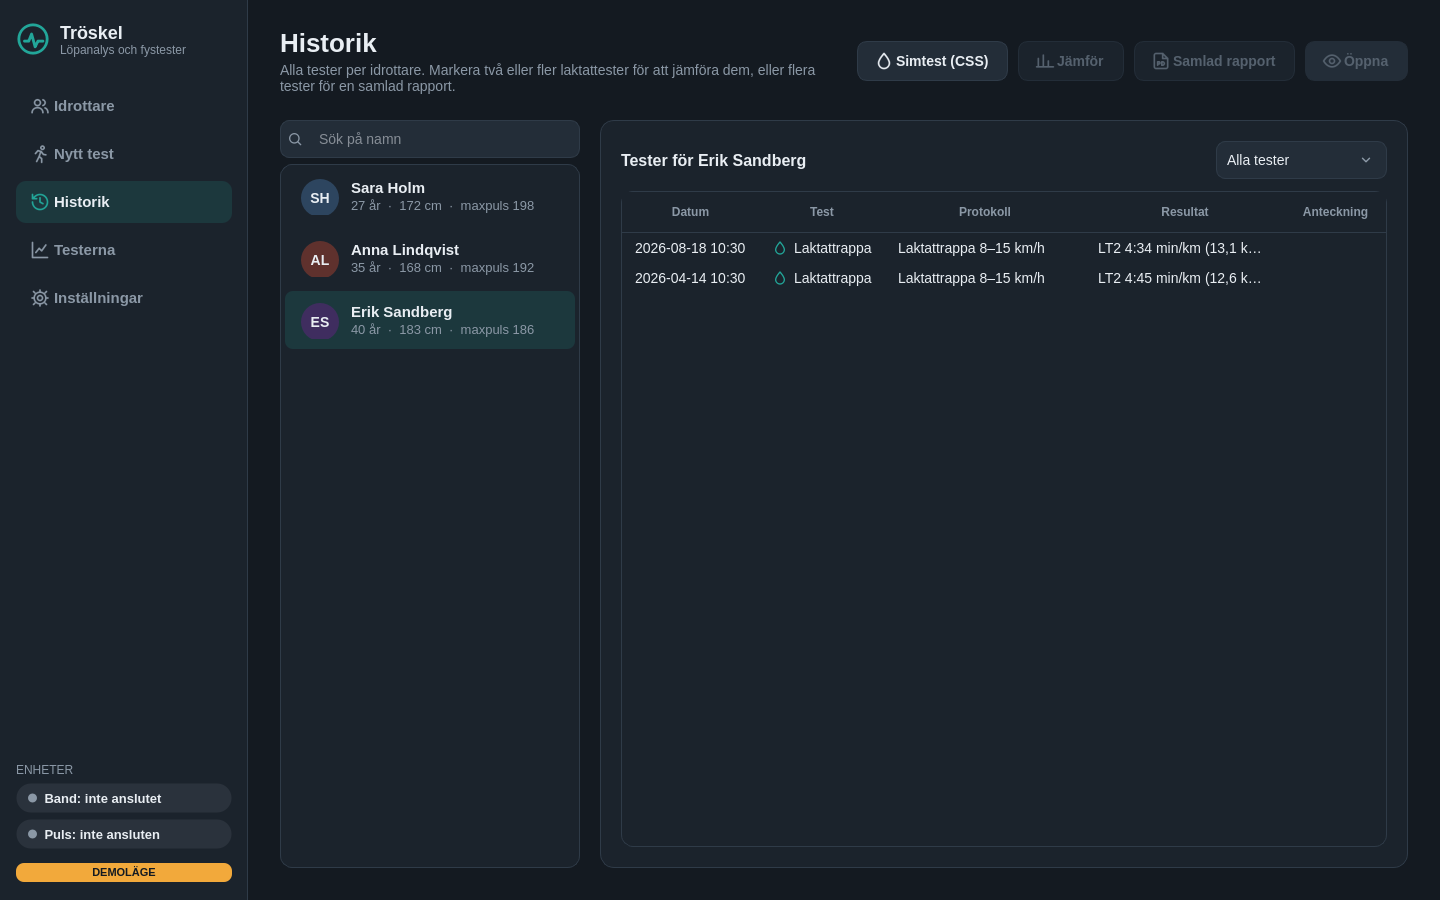 Tröskel
Löpanalys och fystester
Idrottare
Nytt test
Historik
Testerna
Inställningar
ENHETER
Band: inte anslutet
Puls: inte ansluten
DEMOLÄGE
Historik
Alla tester per idrottare. Markera två eller fler laktattester för att jämföra dem, eller flera
tester för en samlad rapport.
Simtest (CSS)
Jämför
Samlad rapport
Öppna
Sök på namn
SH
Sara Holm
27 år · 172 cm · maxpuls 198
AL
Anna Lindqvist
35 år · 168 cm · maxpuls 192
ES
Erik Sandberg
40 år · 183 cm · maxpuls 186
Tester för Erik Sandberg
Alla tester
Datum Test Protokoll Resultat Anteckning
2026-08-18 10:30 Laktattrappa Laktattrappa 8–15 km/h LT2 4:34 min/km (13,1 k…
2026-04-14 10:30 Laktattrappa Laktattrappa 8–15 km/h LT2 4:45 min/km (12,6 k…